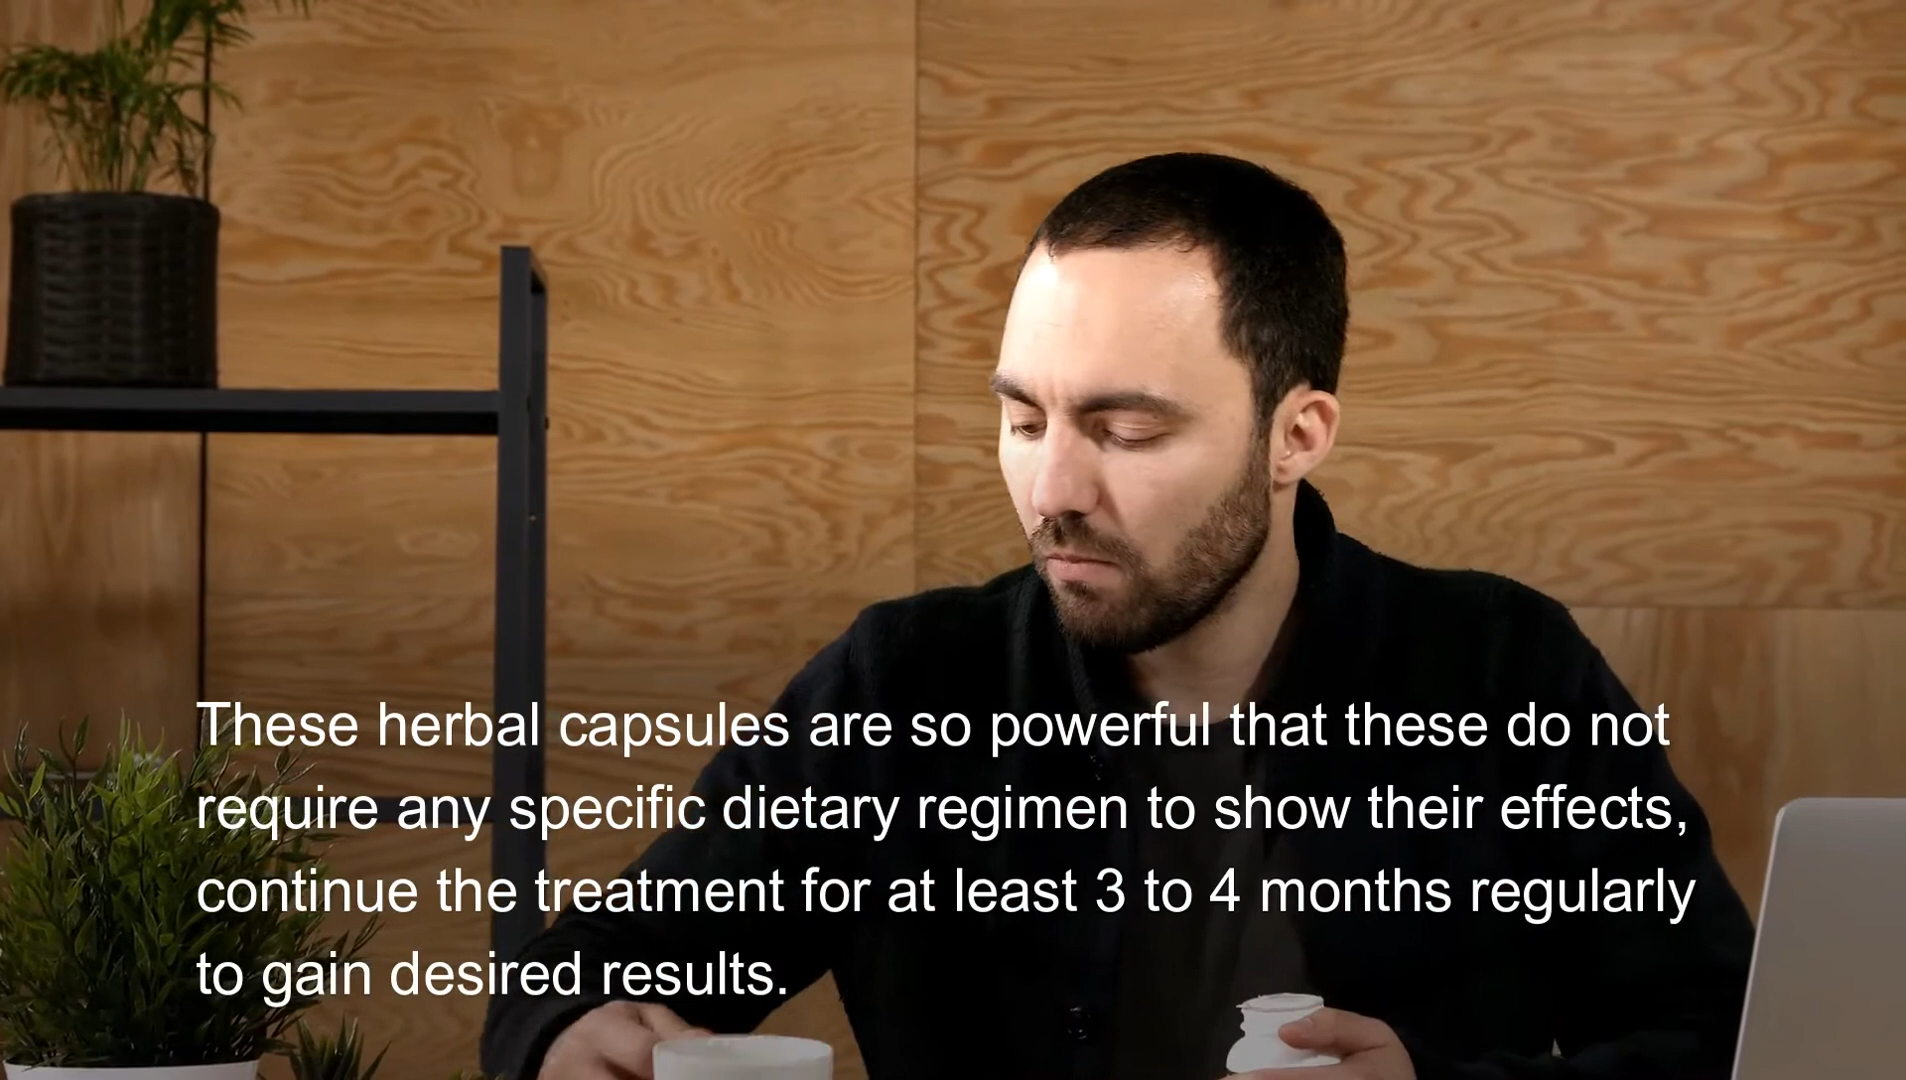 These herbal capsules are so powerful that these do not
require any specific dietary regimen to show their effects,
continue the treatment for at least 3 to 4 months regularly
to gain desired results.